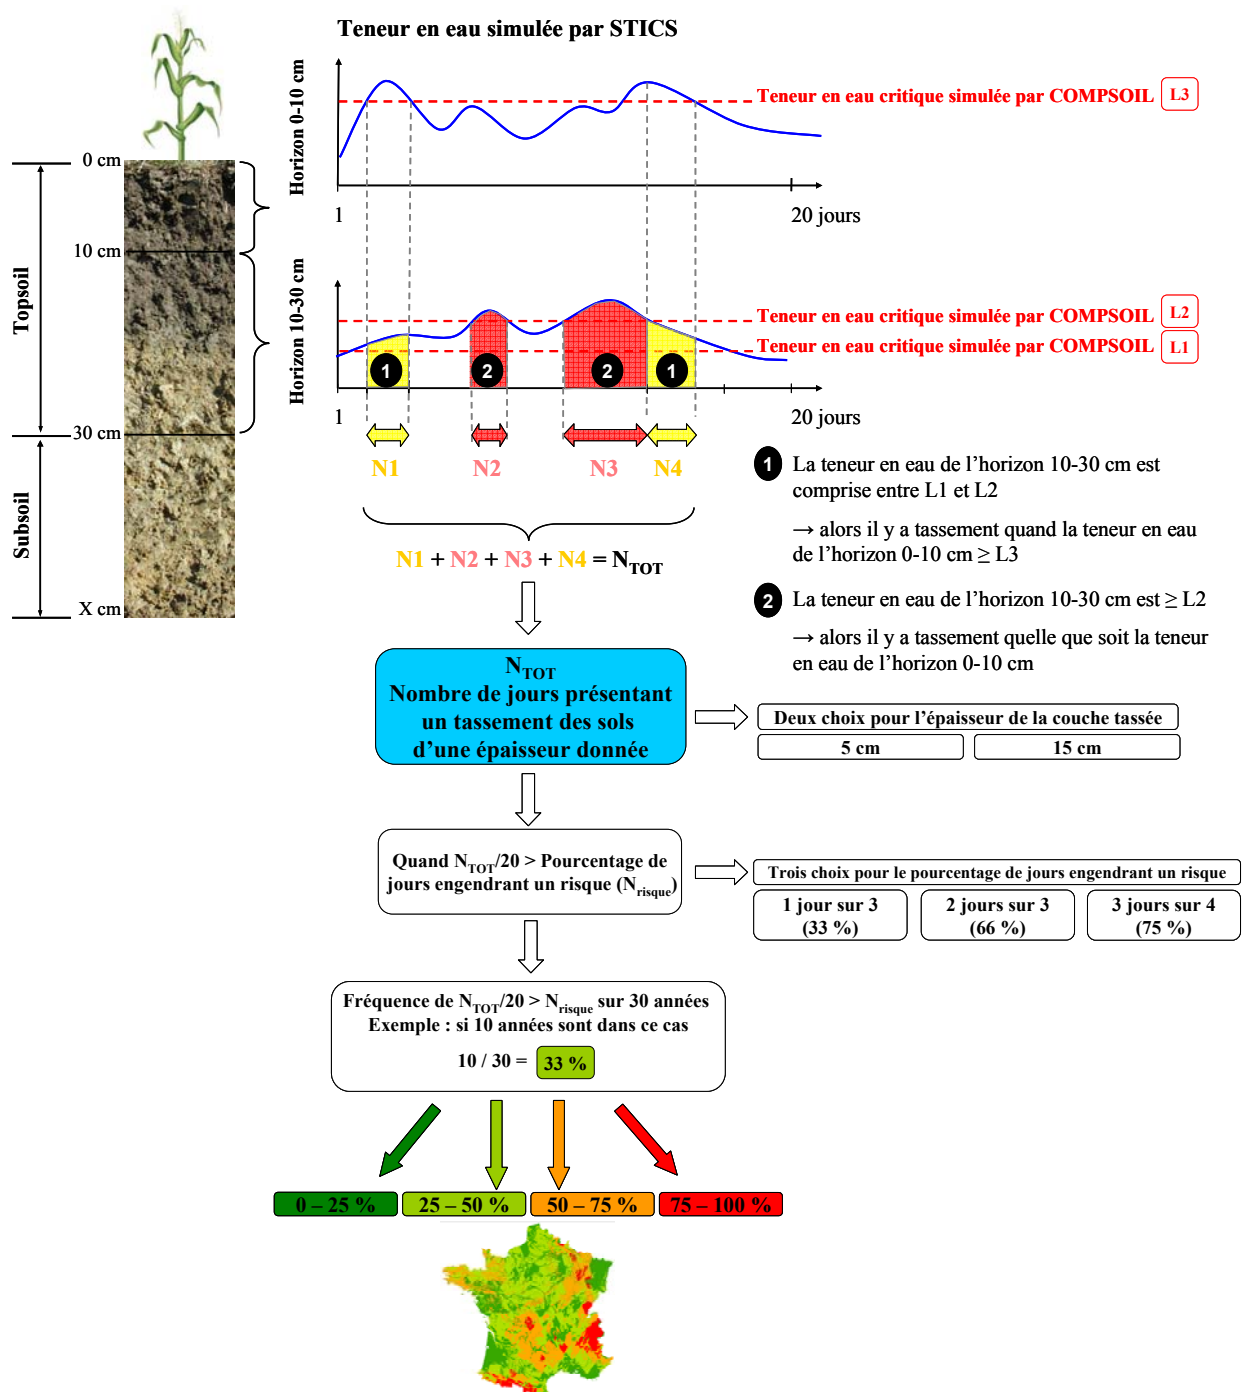 Teneur en eau simulée par STICS
Horizon 0-10 cm
Teneur en eau critique simulée par COMPSOIL L3
1
20 jours
0 cm
10 cm
30 cm
X cm
Topsoil
Subsoil
Horizon 10-30 cm
Teneur en eau critique simulée par COMPSOIL L2
Teneur en eau critique simulée par COMPSOIL L1
1 2 2 1
1
20 jours
N1 N2 N3 N4
N1 + N2 + N3 + N4 = NTOT
1 La teneur en eau de l’horizon 10-30 cm est
comprise entre L1 et L2
→ alors il y a tassement quand la teneur en eau
de l’horizon 0-10 cm ≥ L3
2 La teneur en eau de l’horizon 10-30 cm est ≥ L2
→ alors il y a tassement quelle que soit la teneur
en eau de l’horizon 0-10 cm
NTOT
Nombre de jours présentant
un tassement des sols
d’une épaisseur donnée
Deux choix pour l’épaisseur de la couche tassée
5 cm
15 cm
Quand NTOT/20 > Pourcentage de
jours engendrant un risque (Nrisque)
Trois choix pour le pourcentage de jours engendrant un risque
1 jour sur 3
(33 %)
2 jours sur 3
(66 %)
3 jours sur 4
(75 %)
Fréquence de NTOT/20 > Nrisque sur 30 années
Exemple : si 10 années sont dans ce cas
10 / 30 = 33 %
0 – 25 %
25 – 50 %
50 – 75 %
75 – 100 %